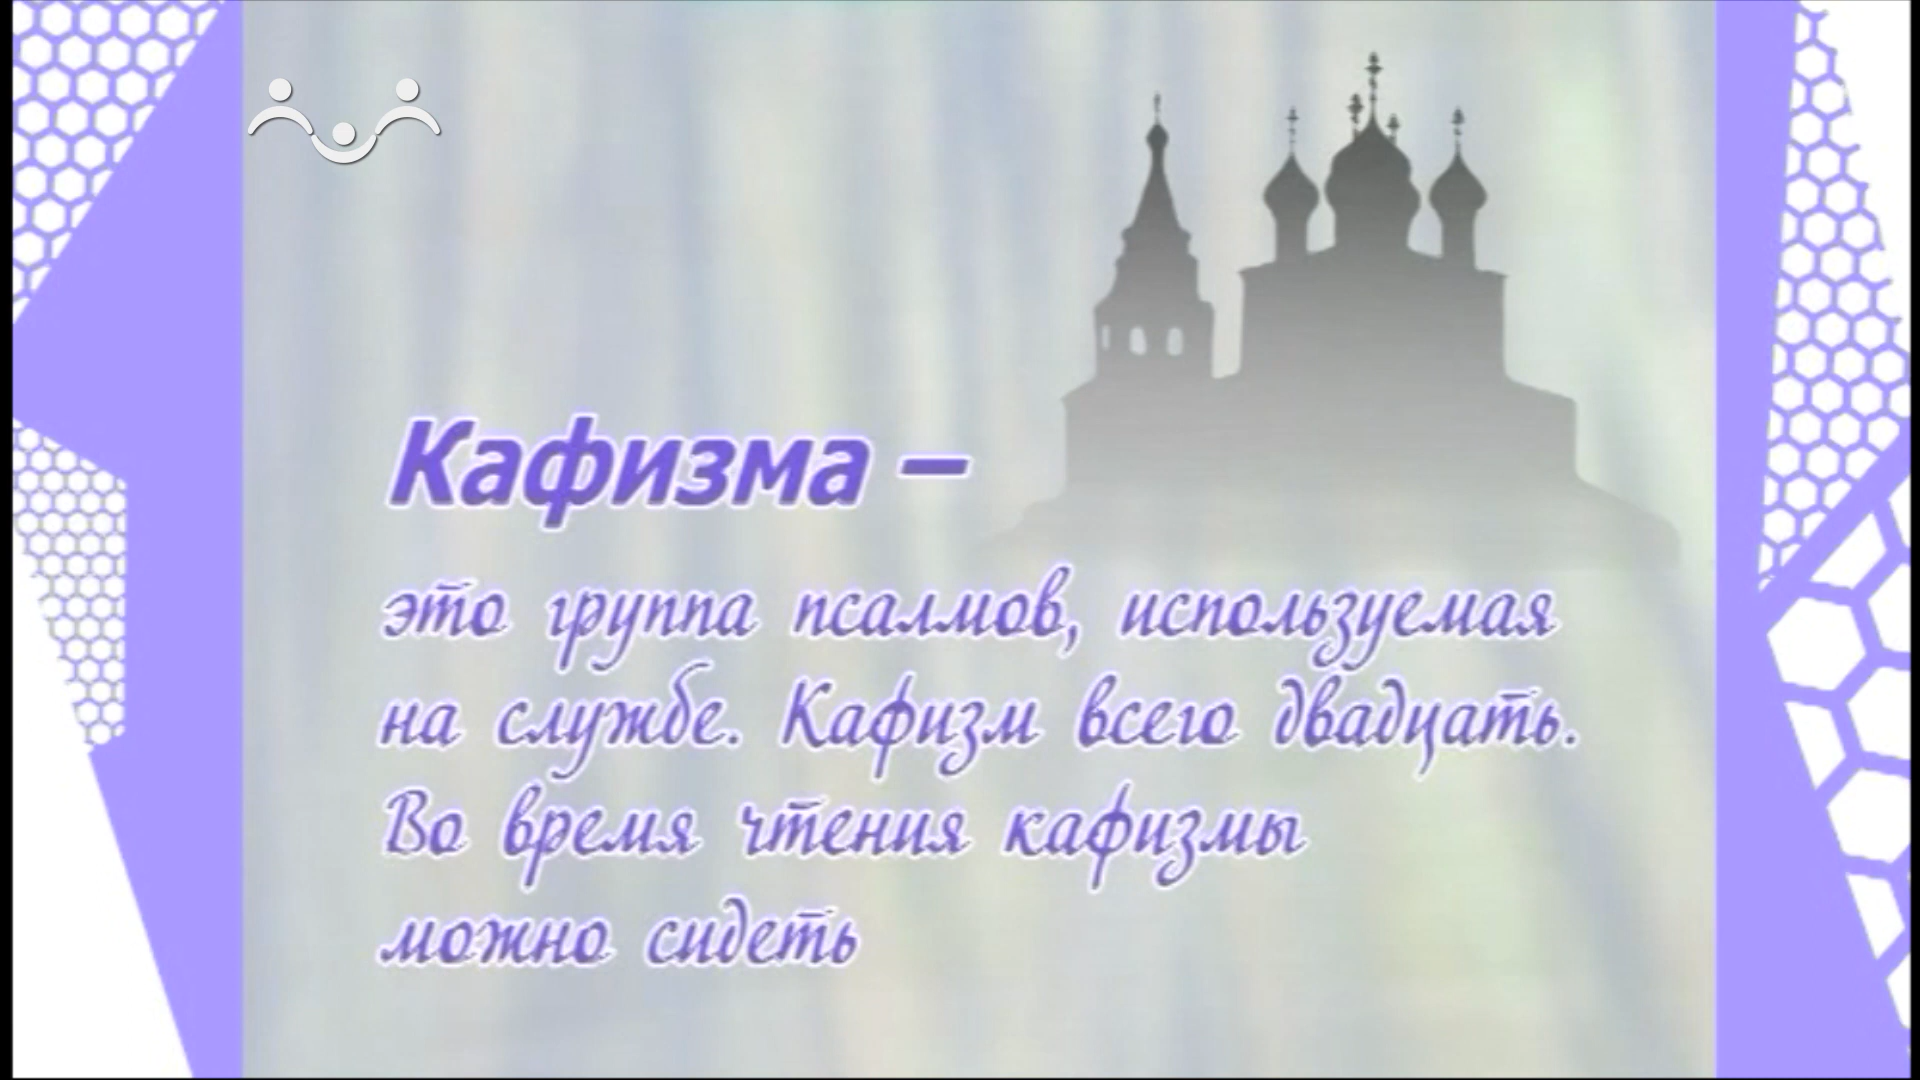 Кафизма –
это группа псалмов, используемая
на службе. Кафизм всего двадцать.
Во время чтения кафизмы
можно сидеть